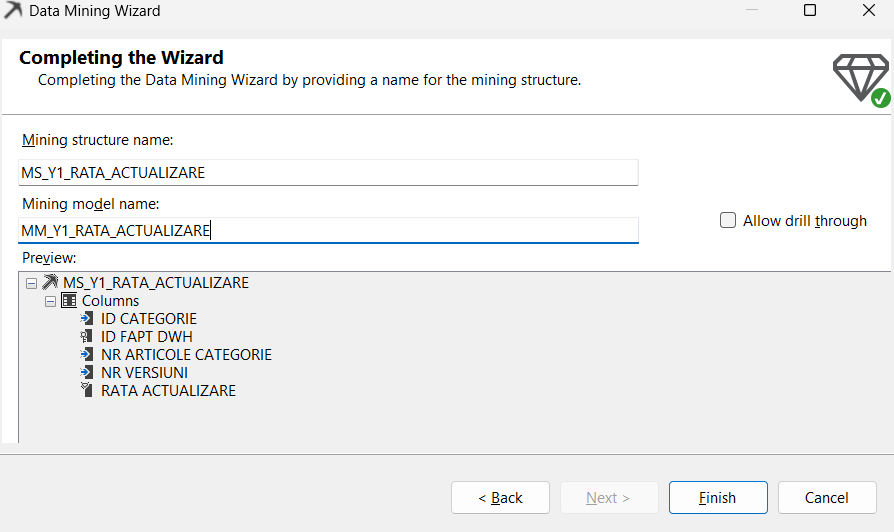 Data Mining Wizard
Completing the Wizard
Completing the Data Mining Wizard by providing a name for the mining structure.
Mining structure name:
MS_Y1_RATA_ACTUALIZARE
Mining model name:
MM_Y1_RATA_ACTUALIZARE
Allow drill through
Preview:
MS_Y1_RATA_ACTUALIZARE
Columns
ID CATEGORIE
ID FAPT DWH
NR ARTICOLE CATEGORIE
NR VERSIUNI
RATA ACTUALIZARE
< Back
Next >
Finish
Cancel